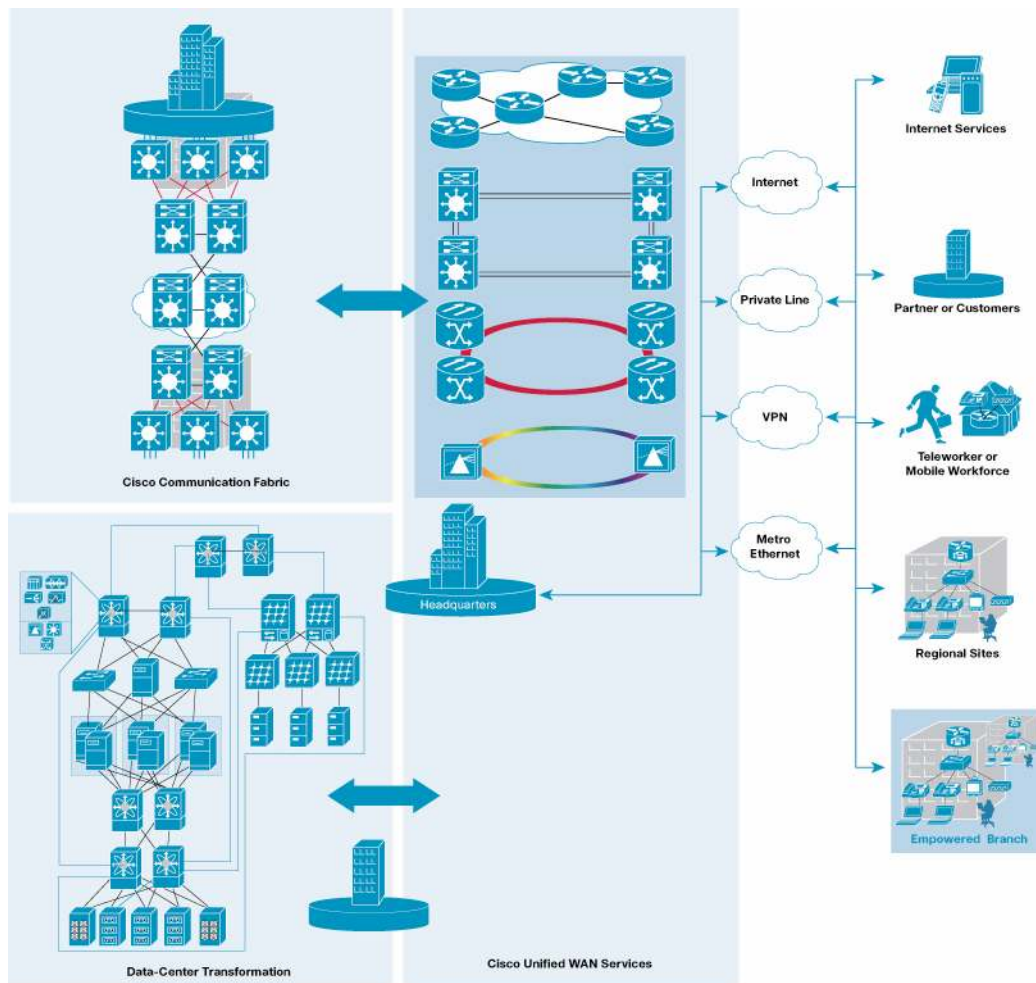 Internet Services
Internet
Private Line
Partner or Customers
VPN
Teleworker or
Mobile Workforce
Cisco Communication Fabric
Metro
Ethernet
Headquarters
Regional Sites
Empowered Branch
Data-Center Transformation
Cisco Unified WAN Services